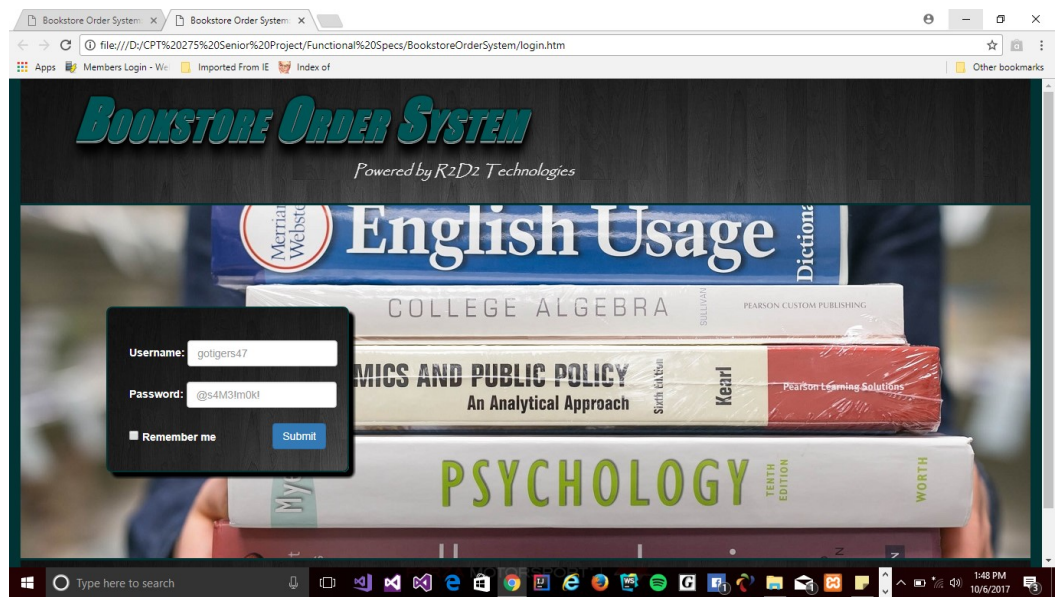 Bookstore Order System
Bookstore Order System
file:///D:/CPT%20275%20Senior%20Project/Functional%20Specs/BookstoreOrderSystem/login.htm
Apps Members Login - We Imported From IE Index of Other bookmarks
BOOKSTORE ORDER SYSTEM
Powered by R2D2 Technologies
Merriam Webster
English Usage
Dictiona
COLLEGE ALGEBRA
SULLIVAN
PEARSON CUSTOM PUBLISHING
Username: gotigers47
MICS AND PUBLIC POLICY
An Analytical Approach
Sixth Edition
Kearl
Pearson Learning Solutions
Password: @s4M3!m0k!
Remember me
Submit
Mye
PSYCHOLOGY
TENTH EDITION
WORTH
MOTORSPORT
Type here to search
1:48 PM
10/6/2017